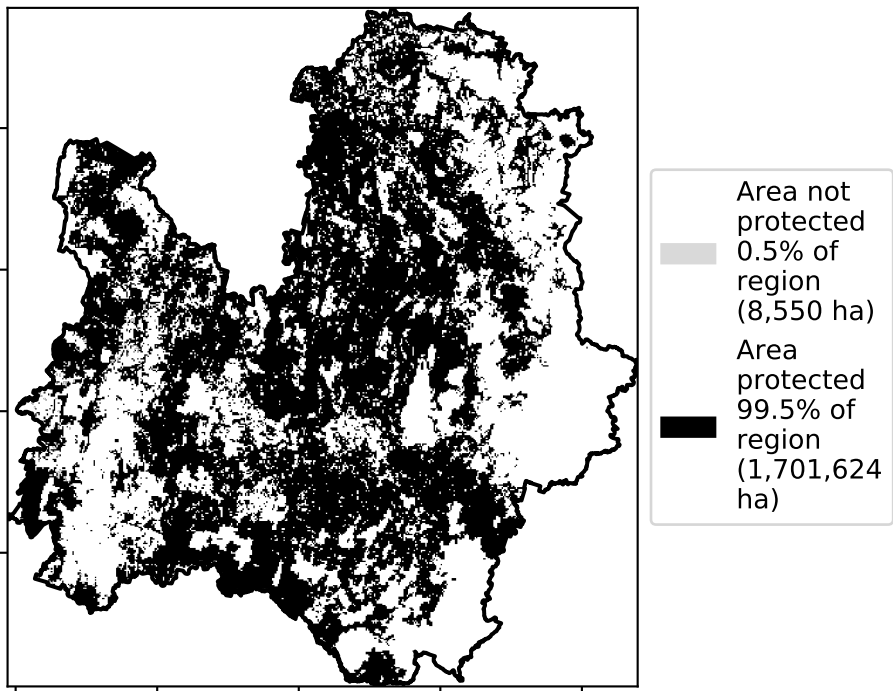 Area not
protected
0.5% of
region
(8,550 ha)
Area
protected
99.5% of
region
(1,701,624
ha)